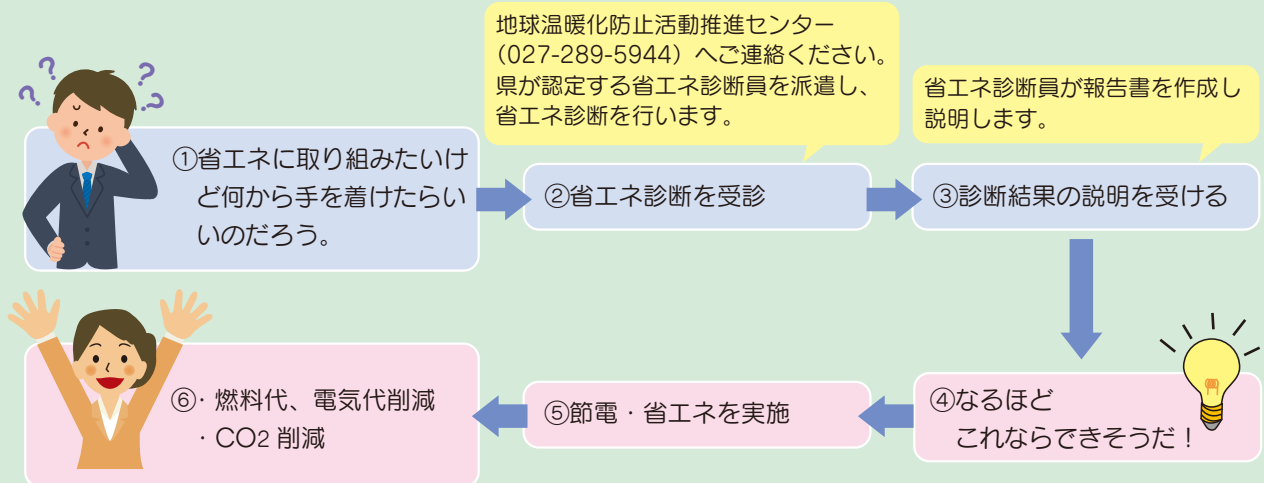 地球温暖化防止活動推進センター
（027-289-5944）へご連絡ください。
県が認定する省エネ診断員を派遣し、
省エネ診断を行います。
省エネ診断員が報告書を作成し
説明します。
? ? ? ?
①省エネに取り組みたいけ
ど何から手を着けたらい
いのだろう。
②省エネ診断を受診
③診断結果の説明を受ける
④なるほど
これならできそうだ！
⑤節電・省エネを実施
⑥・燃料代、電気代削減
・CO2 削減